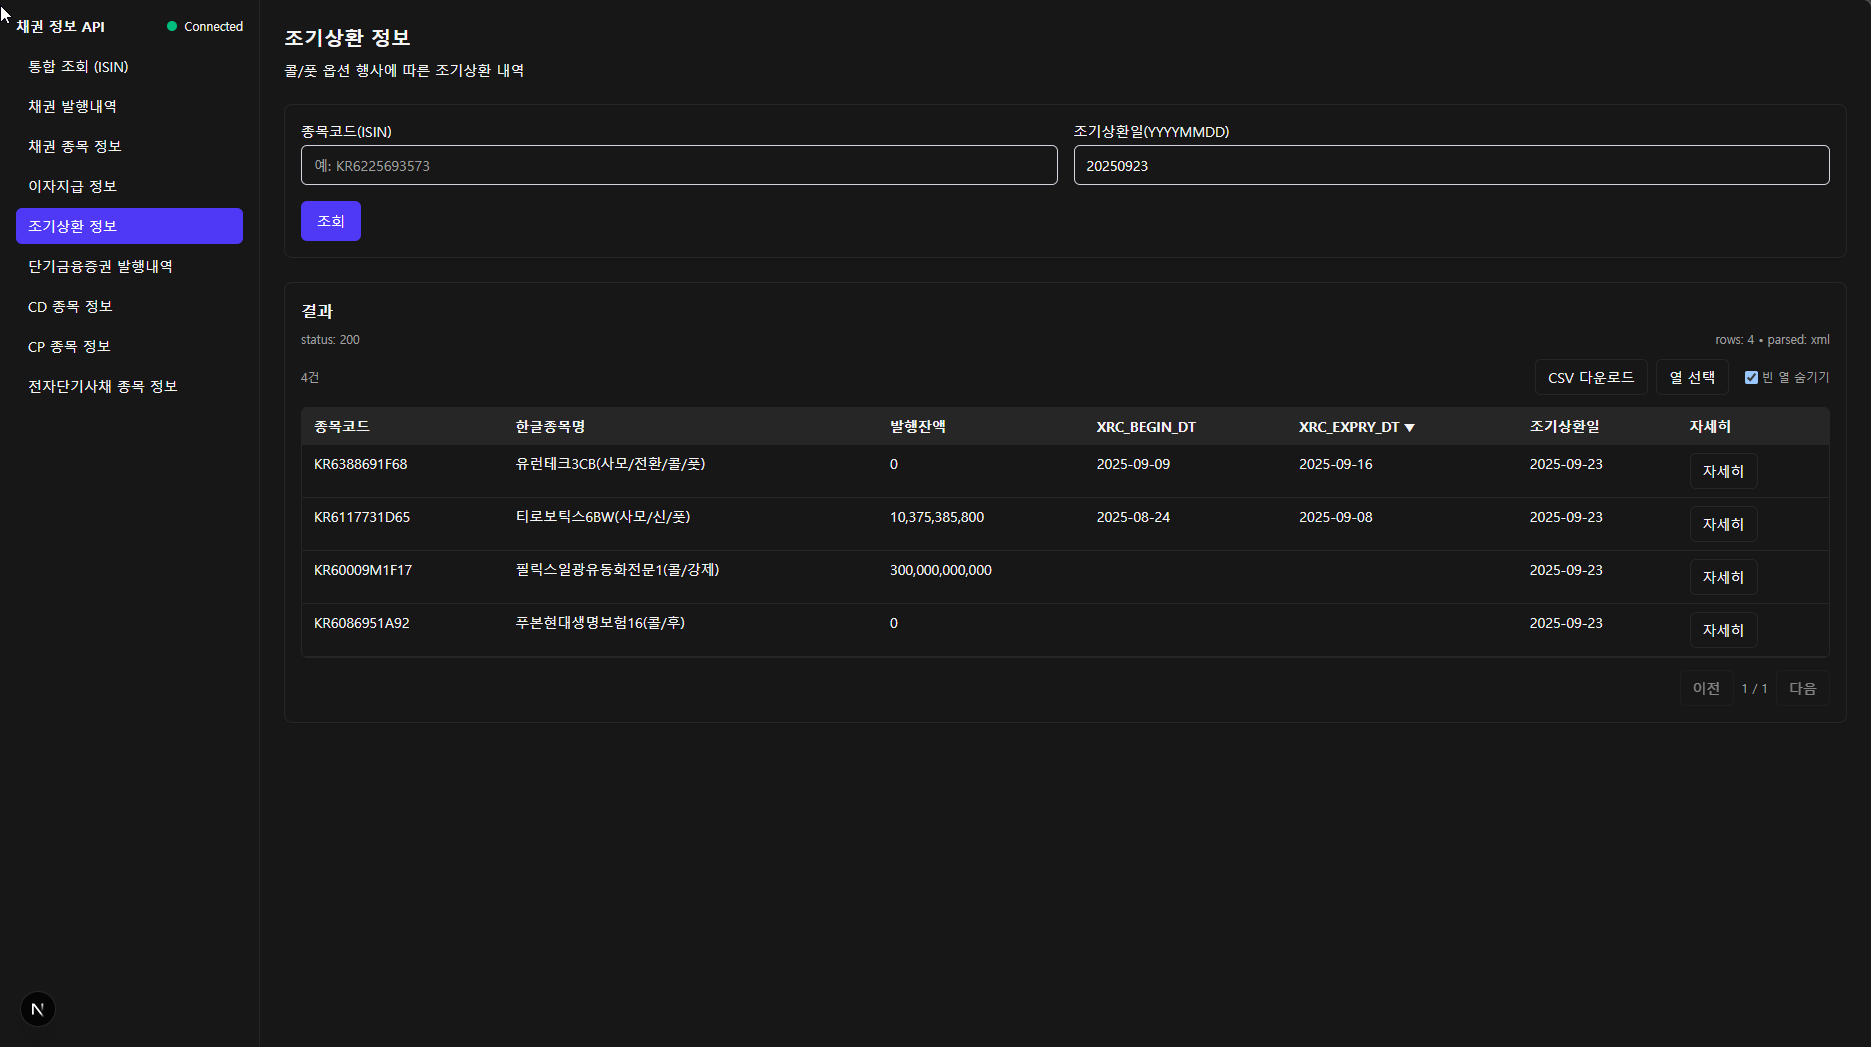 채권 정보 API
Connected
통합 조회 (ISIN)
채권 발행내역
채권 종목 정보
이자지급 정보
조기상환 정보
단기금융증권 발행내역
CD 종목 정보
CP 종목 정보
전자단기사채 종목 정보
N
조기상환 정보
콜/풋 옵션 행사에 따른 조기상환 내역
종목코드(ISIN) 조기상환일(YYYYMMDD)
예: KR6225693573 20250923
조회
결과
status: 200 rows: 4 • parsed: xml
4건 CSV 다운로드 열 선택 빈 열 숨기기
종목코드 한글종목명 발행잔액 XRC_BEGIN_DT XRC_EXPRY_DT ▼ 조기상환일 자세히
KR6388691F68 유런테크3CB(사모/전환/콜/풋) 0 2025-09-09 2025-09-16 2025-09-23 자세히
KR6117731D65 티로보틱스6BW(사모/신/풋) 10,375,385,800 2025-08-24 2025-09-08 2025-09-23 자세히
KR60009M1F17 필릭스일광유동화전문1(콜/강제) 300,000,000,000 2025-09-23 자세히
KR6086951A92 푸본현대생명보험16(콜/후) 0 2025-09-23 자세히
이전 1 / 1 다음